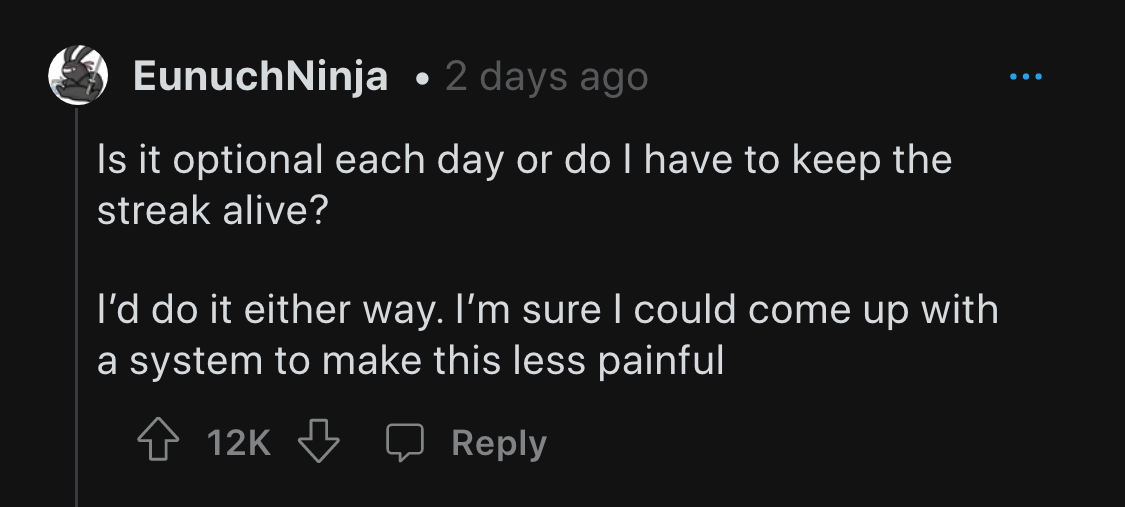 EunuchNinja • 2 days ago
Is it optional each day or do I have to keep the
streak alive?
I’d do it either way. I’m sure I could come up with
a system to make this less painful
12K Reply